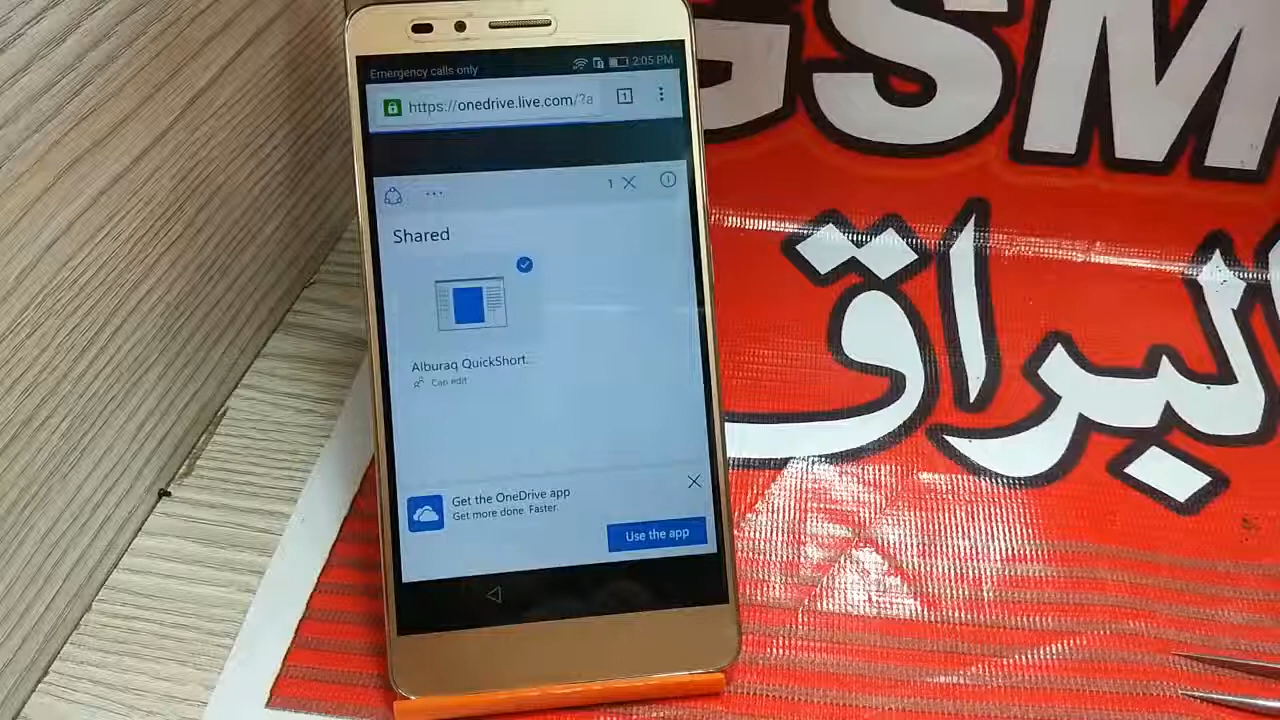 GSM
البراق
Emergency calls only
2:05 PM
https://onedrive.live.com/?a
1
1
Shared
Alburaq QuickShort...
Can edit
Get the OneDrive app
Get more done. Faster.
Use the app